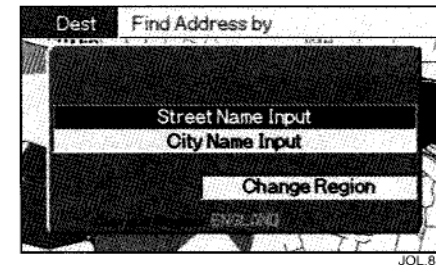 Dest Find Address by
Street Name Input
City Name Input
Change Region
ENGLAND
JOL.8